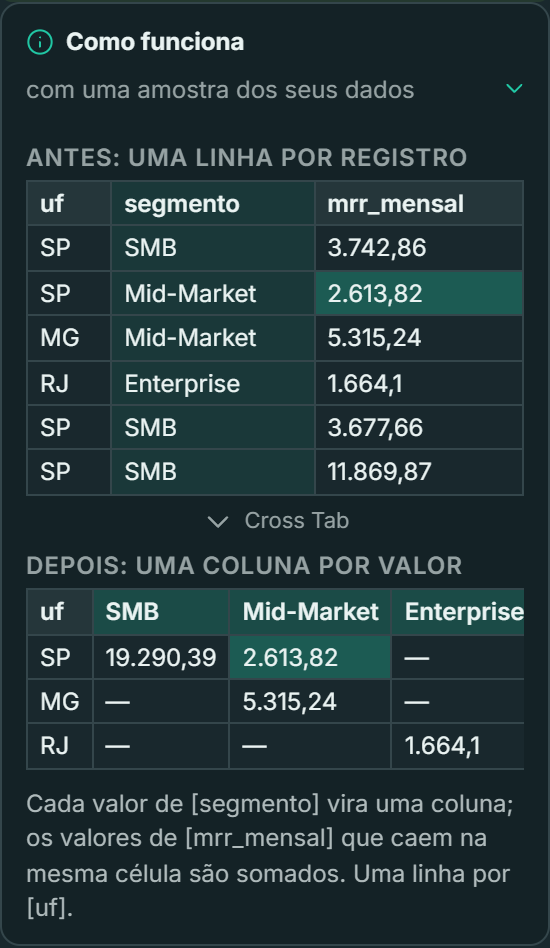 Como funciona
com uma amostra dos seus dados
ANTES: UMA LINHA POR REGISTRO
uf segmento mrr_mensal
SP SMB 3.742,86
SP Mid-Market 2.613,82
MG Mid-Market 5.315,24
RJ Enterprise 1.664,1
SP SMB 3.677,66
SP SMB 11.869,87
Cross Tab
DEPOIS: UMA COLUNA POR VALOR
uf SMB Mid-Market Enterprise
SP 19.290,39 2.613,82 —
MG — 5.315,24 —
RJ — — 1.664,1
Cada valor de [segmento] vira uma coluna;
os valores de [mrr_mensal] que caem na
mesma célula são somados. Uma linha por
[uf].